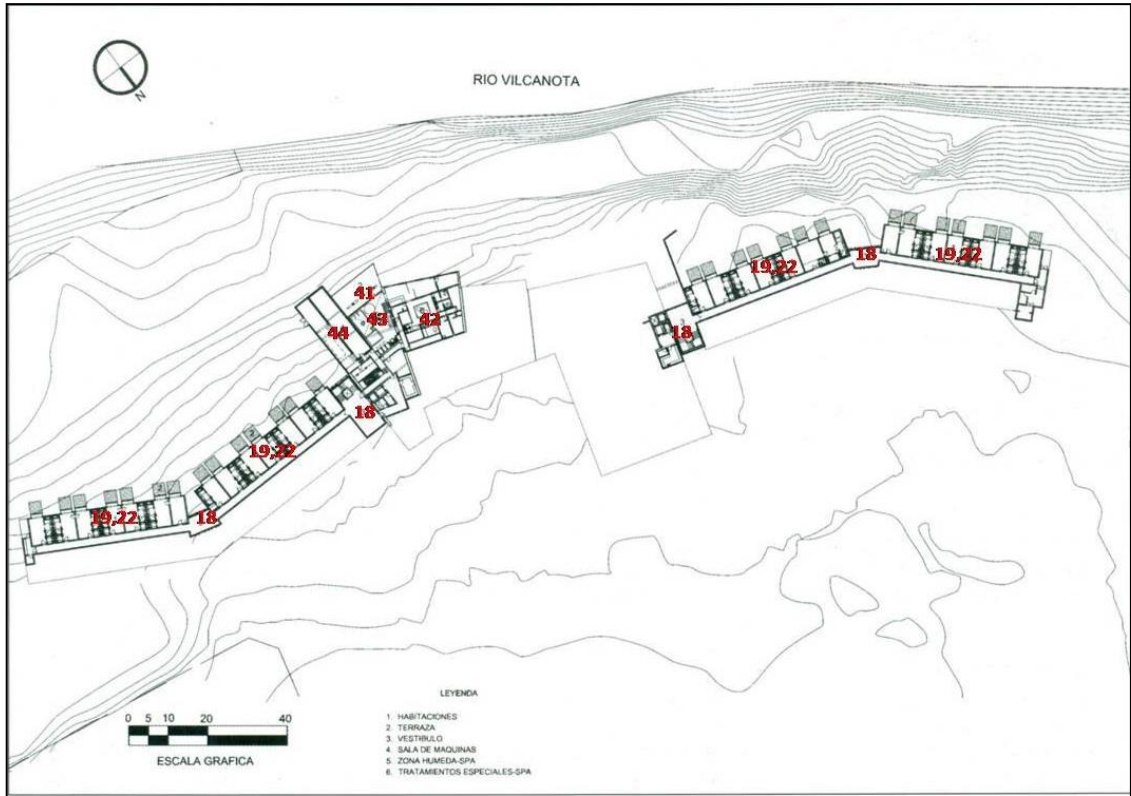 RIO VILCANOTA
N
41
43
42
44
18
19,22
19,22
18
18
19,22
18
19,22
LEYENDA
1. HABITACIONES
2. TERRAZA
3. VESTIBULO
4. SALA DE MAQUINAS
5. ZONA HUMEDA-SPA
6. TRATAMIENTOS ESPECIALES-SPA
0 5 10 20 40
ESCALA GRAFICA